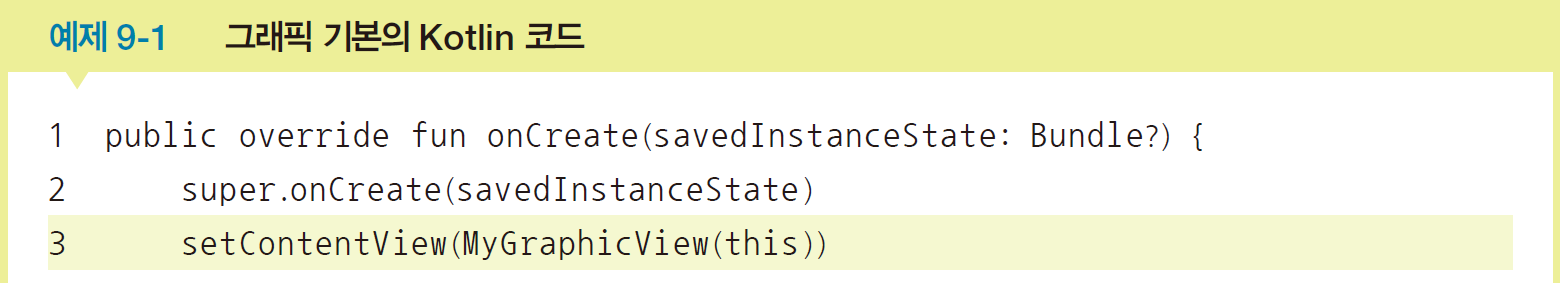 예제 9-1 그래픽 기본의 Kotlin 코드
1 public override fun onCreate(savedInstanceState: Bundle?) {
2 super.onCreate(savedInstanceState)
3 setContentView(MyGraphicView(this))